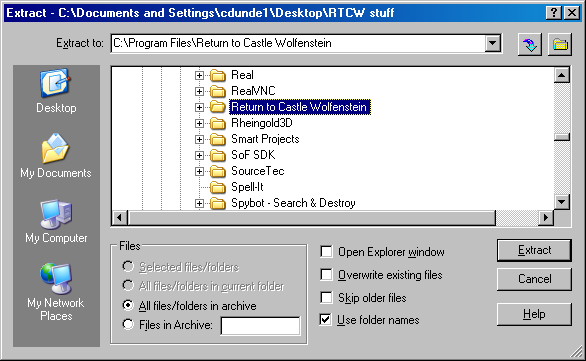 Extract - C:\Documents and Settings\cdunde1\Desktop\RTCW stuff
Extract to: C:\Program Files\Return to Castle Wolfenstein
Desktop
My Documents
My Computer
My Network
Places
Real
RealVNC
Return to Castle Wolfenstein
Rheingold3D
Smart Projects
SoF SDK
SourceTec
Spell-It
Spybot - Search & Destroy
Files
Selected files/folders
All files/folders in current folder
All files/folders in archive
Files in Archive:
Open Explorer window
Overwrite existing files
Skip older files
Use folder names
Extract
Cancel
Help